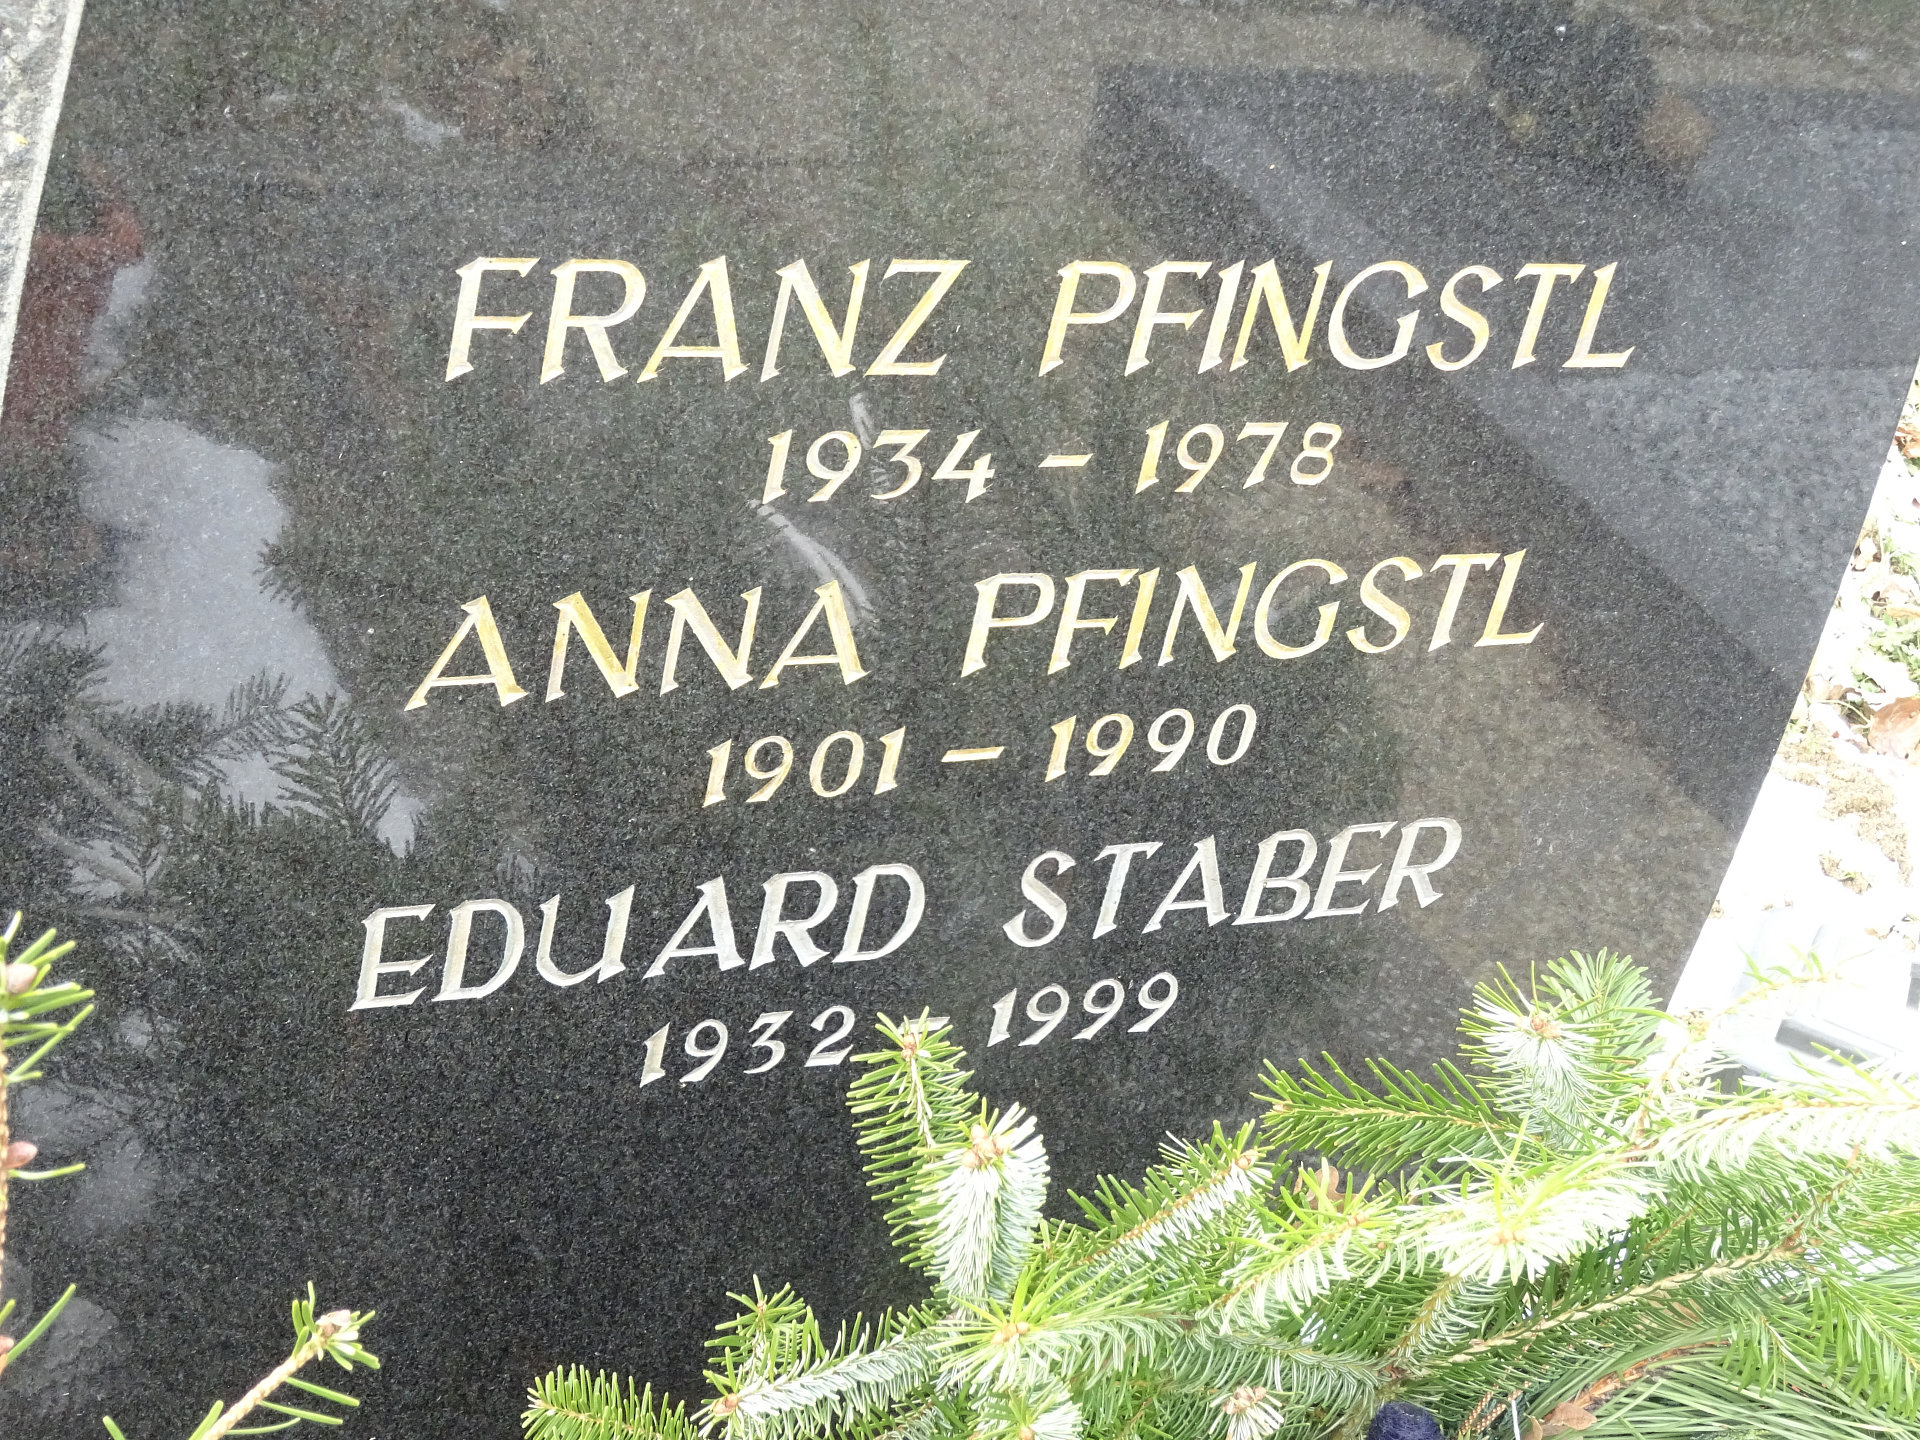 FRANZ PFINGSTL
1934 – 1978
ANNA PFINGSTL
1901 – 1990
EDUARD STABER
1932 – 1999